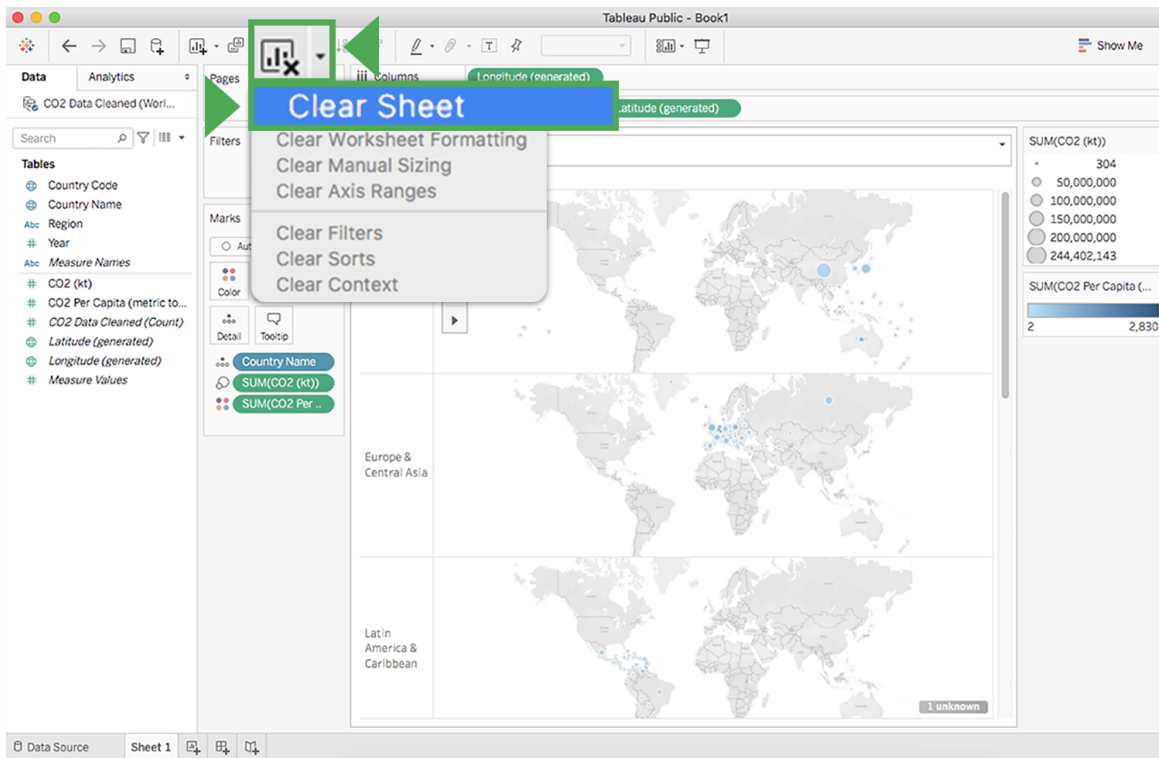 Tableau Public - Book1
Show Me
Data
Analytics
CO2 Data Cleaned (Worl...
Search
Tables
Country Code
Country Name
Abc Region
Year
Abc Measure Names
CO2 (kt)
CO2 Per Capita (metric to...
CO2 Data Cleaned (Count)
Latitude (generated)
Longitude (generated)
Measure Values
Pages
Filters
Marks
Aut
Color
Detail
Tooltip
Country Name
SUM(CO2 (kt))
SUM(CO2 Per ..
Clear Sheet
Clear Worksheet Formatting
Clear Manual Sizing
Clear Axis Ranges
Clear Filters
Clear Sorts
Clear Context
Columns
Longitude (generated)
Latitude (generated)
Europe &
Central Asia
Latin
America &
Caribbean
1 unknown
SUM(CO2 (kt))
304
50,000,000
100,000,000
150,000,000
200,000,000
244,402,143
SUM(CO2 Per Capita (...
2
2,830
Data Source
Sheet 1